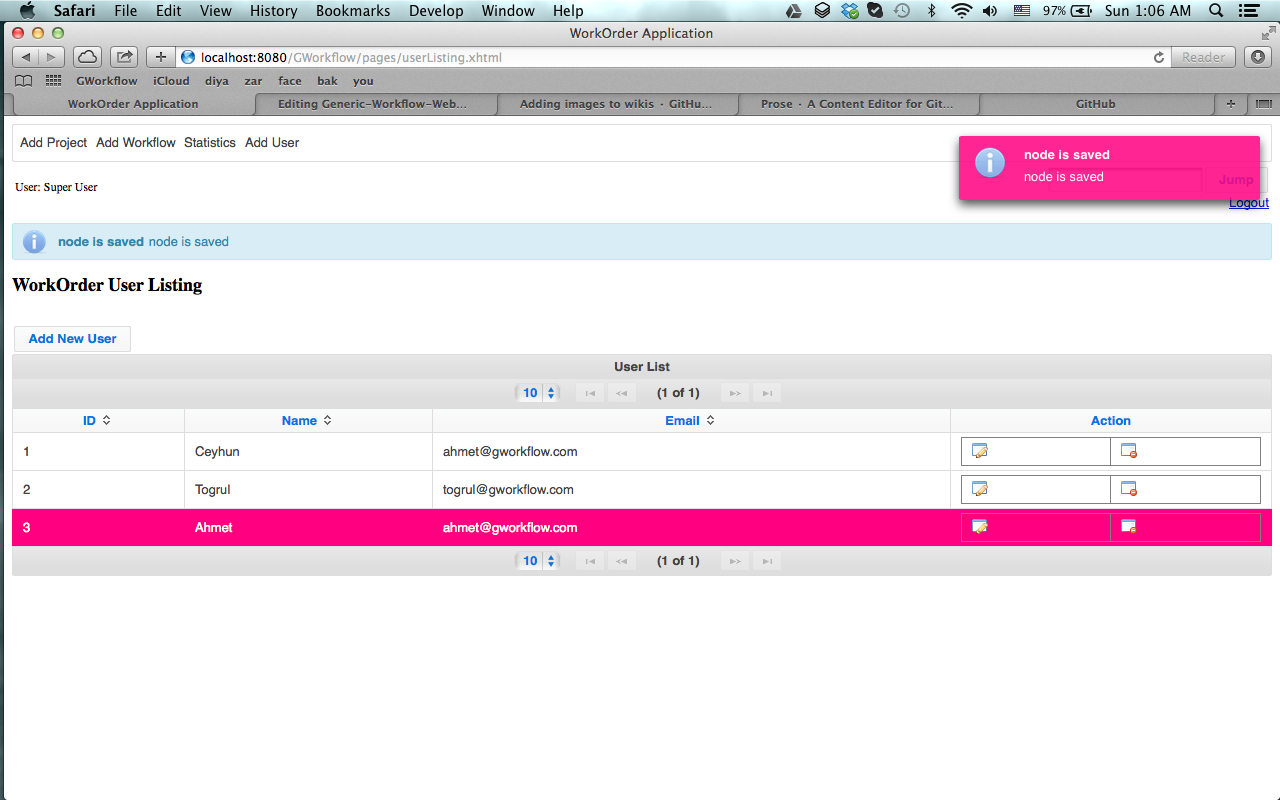 Safari File Edit View History Bookmarks Develop Window Help 97% Sun 1:06 AM
WorkOrder Application
localhost:8080/GWorkflow/pages/userListing.xhtml Reader
GWorkflow iCloud diya zar face bak you
WorkOrder Application Editing Generic-Workflow-Web... Adding images to wikis · GitHu... Prose · A Content Editor for Git... GitHub
Add Project Add Workflow Statistics Add User
node is saved
node is saved
Jump
User: Super User
Logout
node is saved node is saved
WorkOrder User Listing
Add New User
User List
10 (1 of 1)
ID Name Email Action
1 Ceyhun ahmet@gworkflow.com
2 Togrul togrul@gworkflow.com
3 Ahmet ahmet@gworkflow.com
10 (1 of 1)